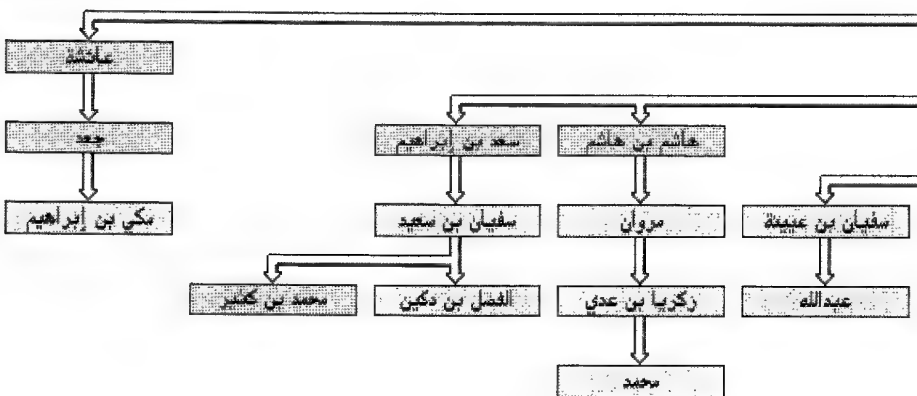 عائشة
هاشم بن هاشم
سعد بن إبراهيم
جعد
سفيان بن عيينة
مروان
سفيان بن سعيد
مكي بن إبراهيم
عبدالله
زكريا بن عدي
الفضل بن دكين
محمد بن كثير
محمد